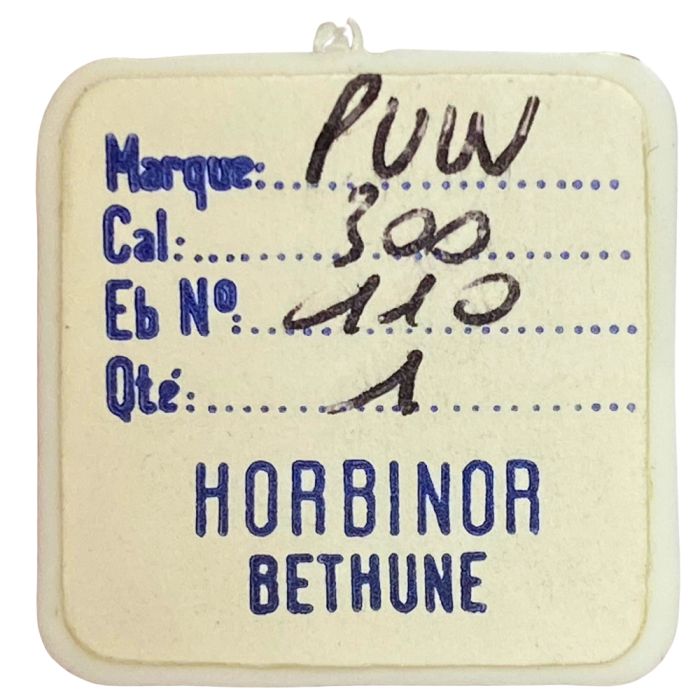 Marque: PUW
Cal: 300
Eb Nº: 110
Qté: 1
HORBINOR
BETHUNE